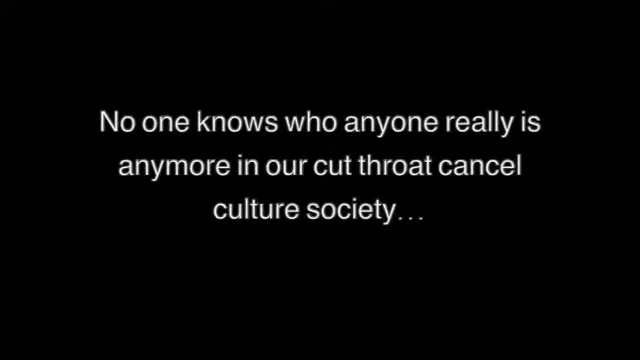 No one knows who anyone really is
anymore in our cut throat cancel
culture society…